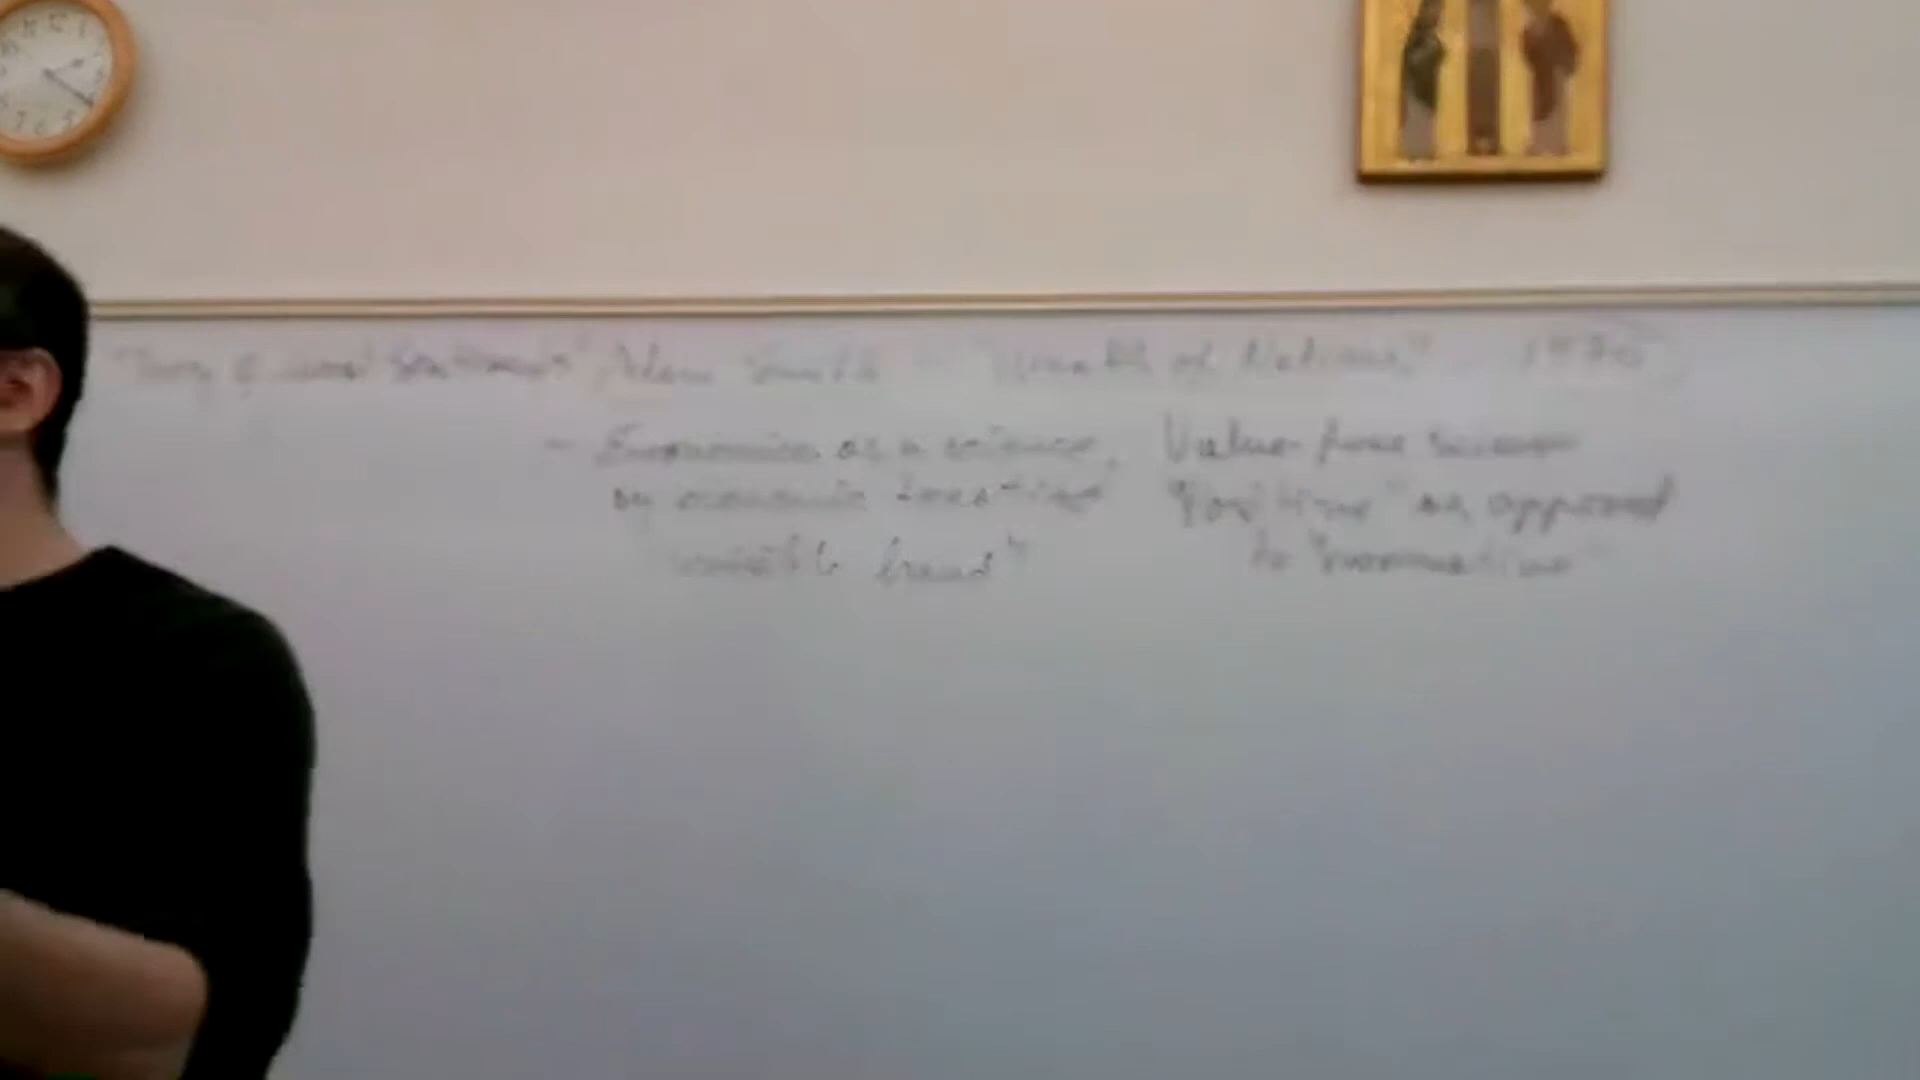 "Theory of Moral Sentiments" Adam Smith - "Wealth of Nations" 1776
- Economics as a science, Value-free science
by economic "positive" as opposed
invisible hand" to "normative"